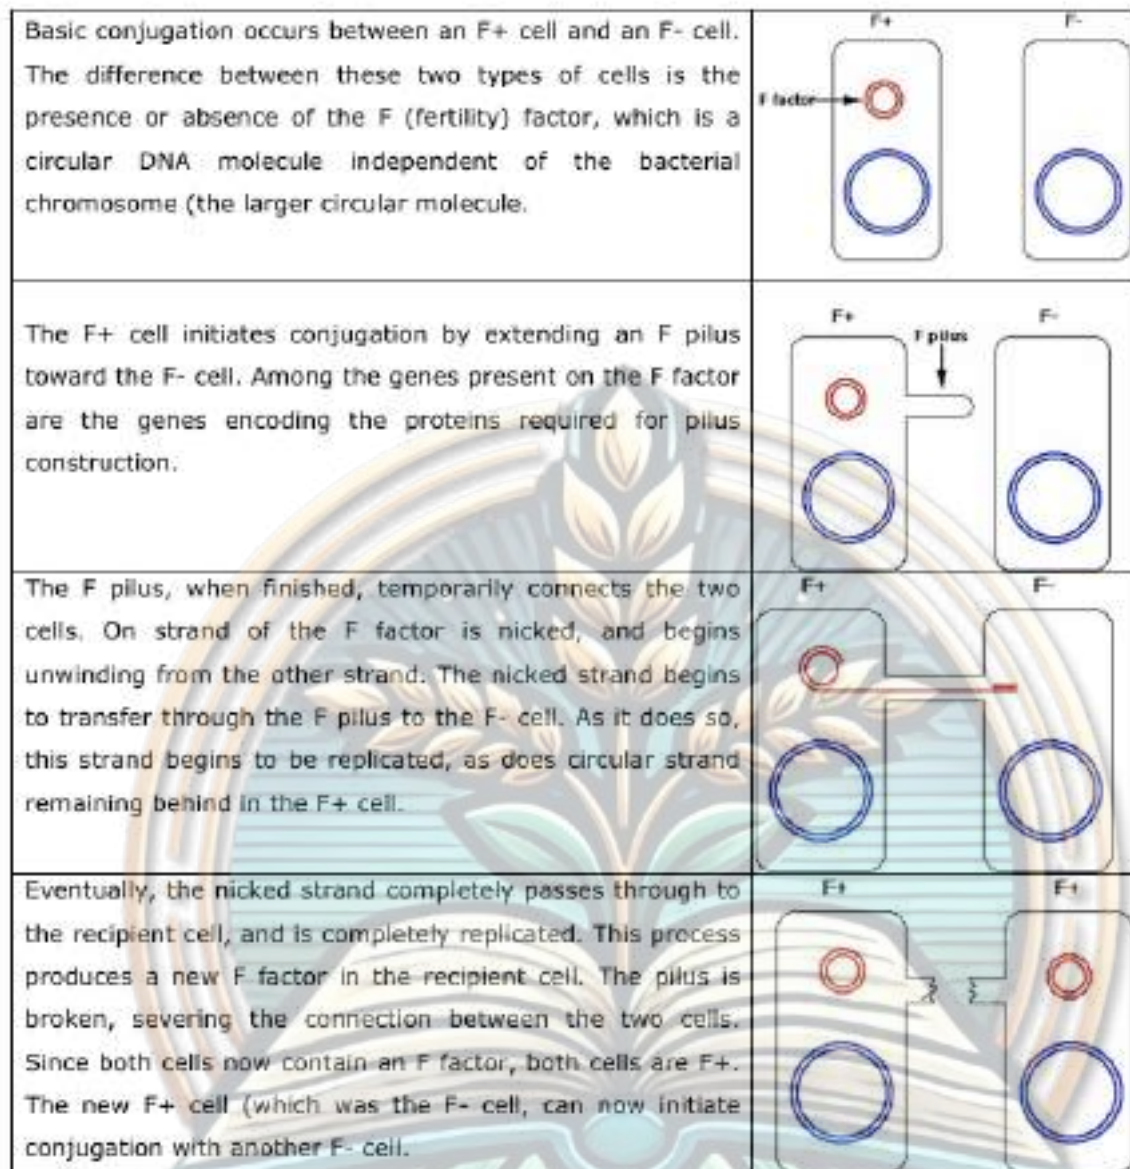 Basic conjugation occurs between an F+ cell and an F- cell.
The difference between these two types of cells is the
presence or absence of the F (fertility) factor, which is a
circular DNA molecule independent of the bacterial
chromosome (the larger circular molecule.
F+ F-
F factor
The F+ cell initiates conjugation by extending an F pilus
toward the F- cell. Among the genes present on the F factor
are the genes encoding the proteins required for pilus
construction.
F+ F-
F pilus
The F pilus, when finished, temporarily connects the two
cells. On strand of the F factor is nicked, and begins
unwinding from the other strand. The nicked strand begins
to transfer through the F pilus to the F- cell. As it does so,
this strand begins to be replicated, as does circular strand
remaining behind in the F+ cell.
F+ F-
Eventually, the nicked strand completely passes through to
the recipient cell, and is completely replicated. This process
produces a new F factor in the recipient cell. The pilus is
broken, severing the connection between the two cells.
Since both cells now contain an F factor, both cells are F+.
The new F+ cell (which was the F- cell, can now initiate
conjugation with another F- cell.
F+ F+